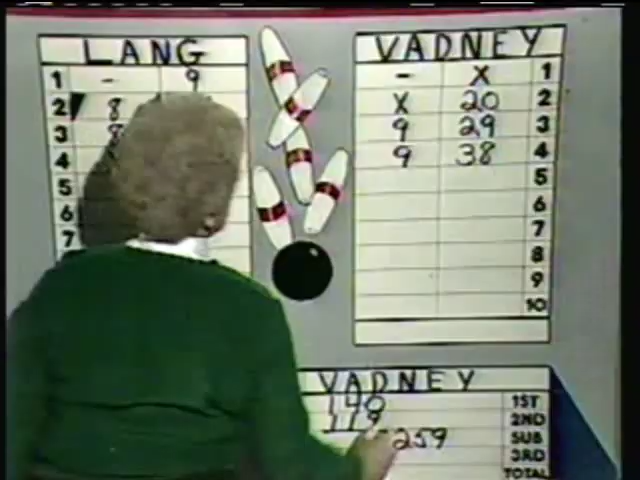 LANG
1 - 9
2 8
3 8
4
5
6
7
VADNEY
- X 1
X 20 2
9 29 3
9 38 4
5
6
7
8
9
10
VADNEY
140 1ST
119 2ND
259 SUB
3RD
TOTAL